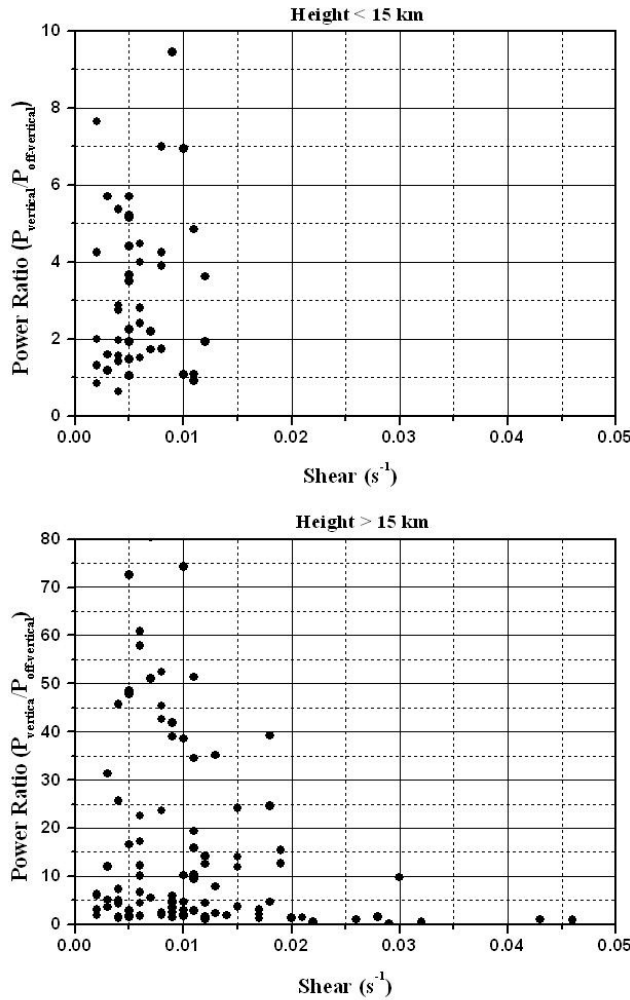 Height < 15 km
10
8
6
4
2
0
Power Ratio (Pvertical/Poff-vertical)
0.00 0.01 0.02 0.03 0.04 0.05
Shear (s-1)
Height > 15 km
80
70
60
50
40
30
20
10
0
Power Ratio (Pvertica/Poff-vertical)
0.00 0.01 0.02 0.03 0.04 0.05
Shear (s-1)